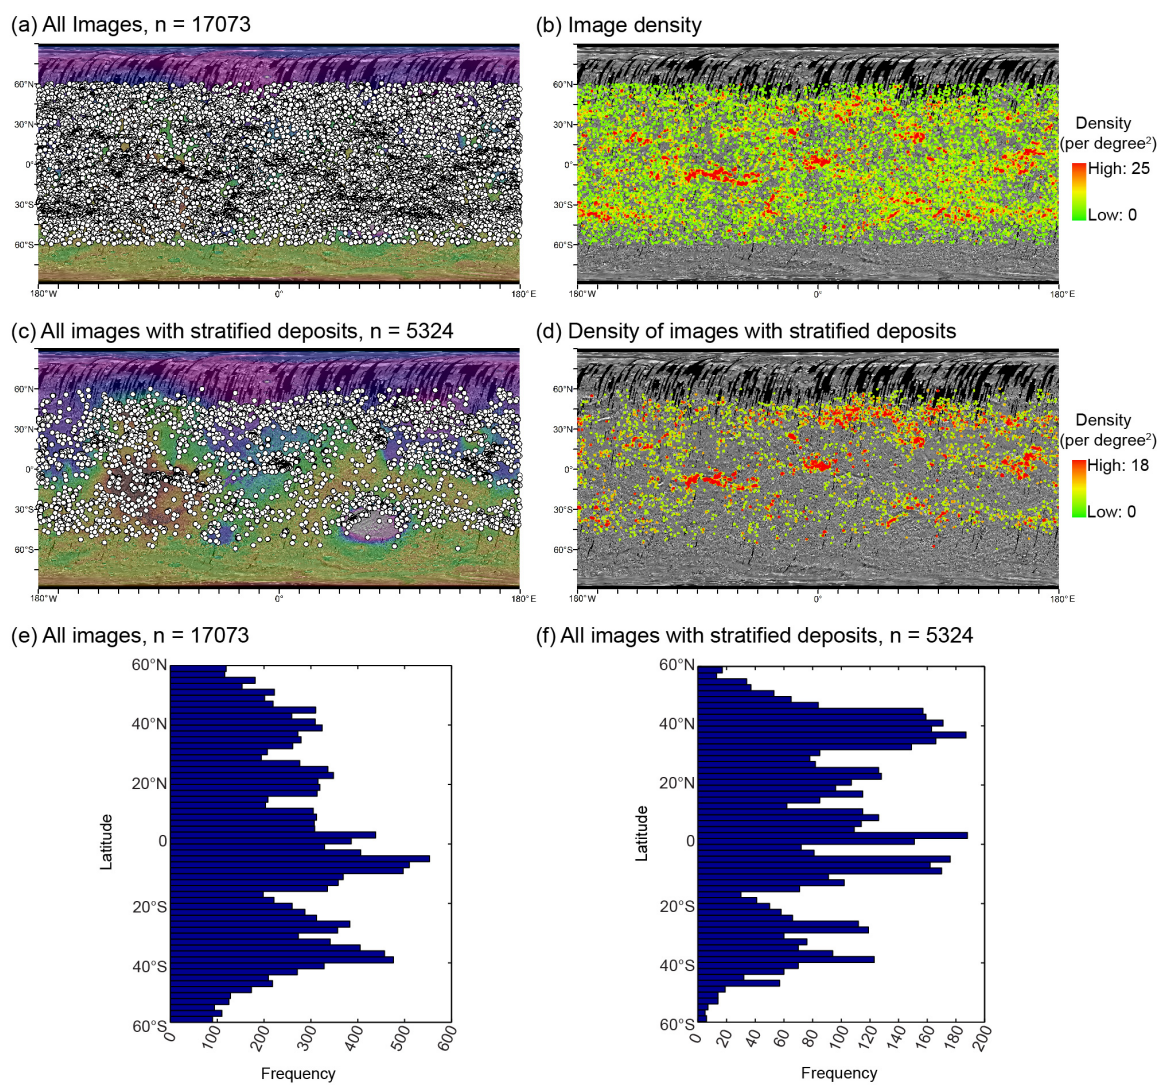 (a) All Images, n = 17073
60°N
30°N
0°
30°S
60°S
180°W
0°
180°E
(b) Image density
60°N
30°N
0°
30°S
60°S
180°W
0°
180°E
Density
(per degree²)
High: 25
Low: 0
(c) All images with stratified deposits, n = 5324
60°N
30°N
0°
30°S
60°S
180°W
0°
180°E
(d) Density of images with stratified deposits
60°N
30°N
0°
30°S
60°S
180°W
0°
180°E
Density
(per degree²)
High: 18
Low: 0
(e) All images, n = 17073
60°N
40°N
20°N
0
20°S
40°S
60°S
Latitude
0
100
200
300
400
500
600
Frequency
(f) All images with stratified deposits, n = 5324
60°N
40°N
20°N
0
20°S
40°S
60°S
Latitude
0
20
40
60
80
100
120
140
160
180
200
Frequency